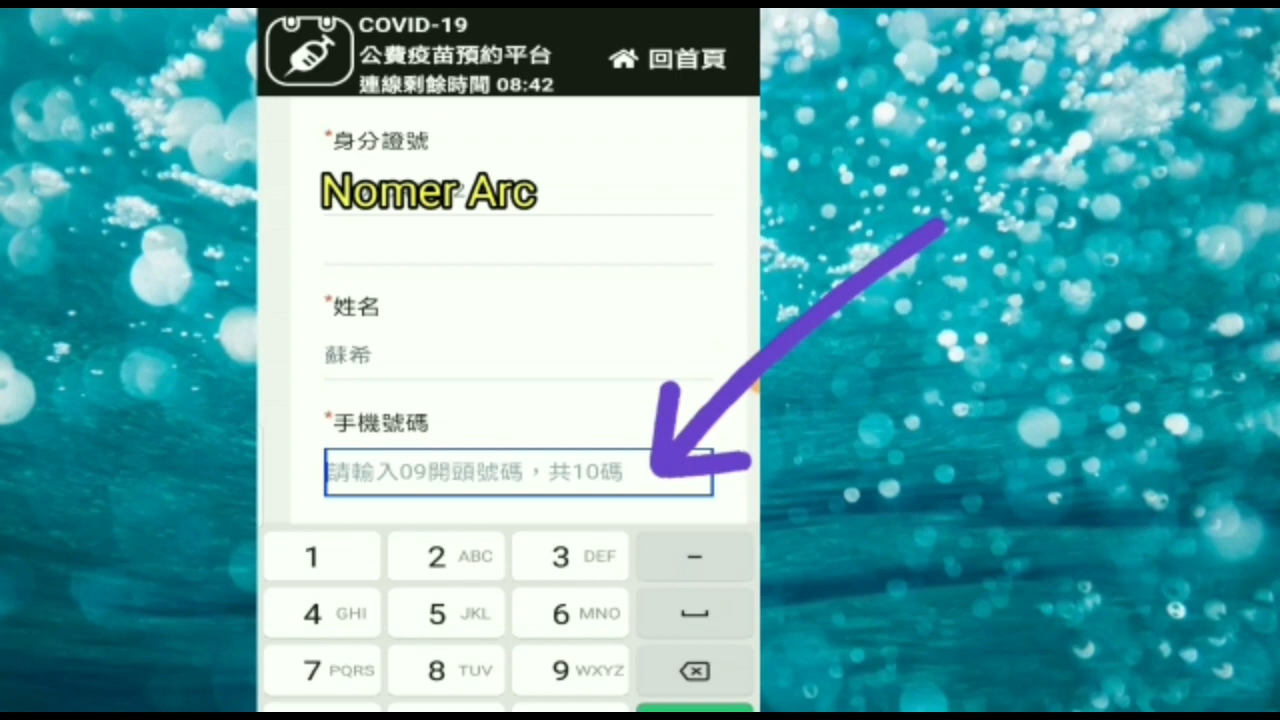 COVID-19
公費疫苗預約平台
連線剩餘時間 08:42
回首頁
*身分證號
Nomer Arc
*姓名
蘇希
*手機號碼
請輸入09開頭號碼，共10碼
1
2 ABC
3 DEF
–
4 GHI
5 JKL
6 MNO
7 PQRS
8 TUV
9 WXYZ